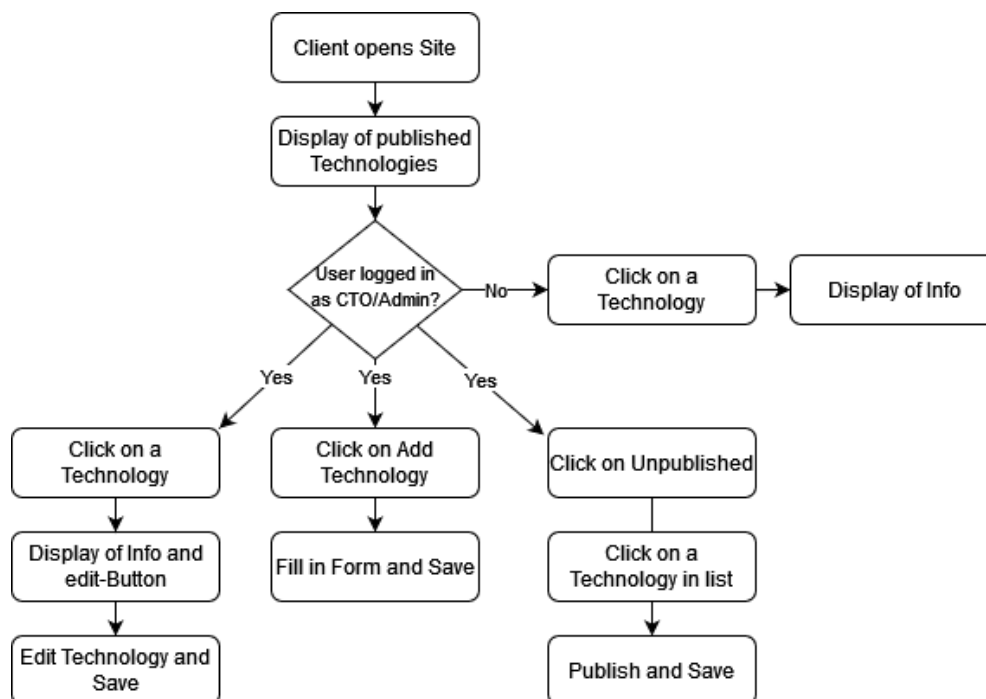 Client opens Site
Display of published
Technologies
User logged in
as CTO/Admin?
No
Click on a
Technology
Display of Info
Yes
Yes
Yes
Click on a
Technology
Click on Add
Technology
Click on Unpublished
Display of Info and
edit-Button
Fill in Form and Save
Click on a
Technology in list
Edit Technology and
Save
Publish and Save